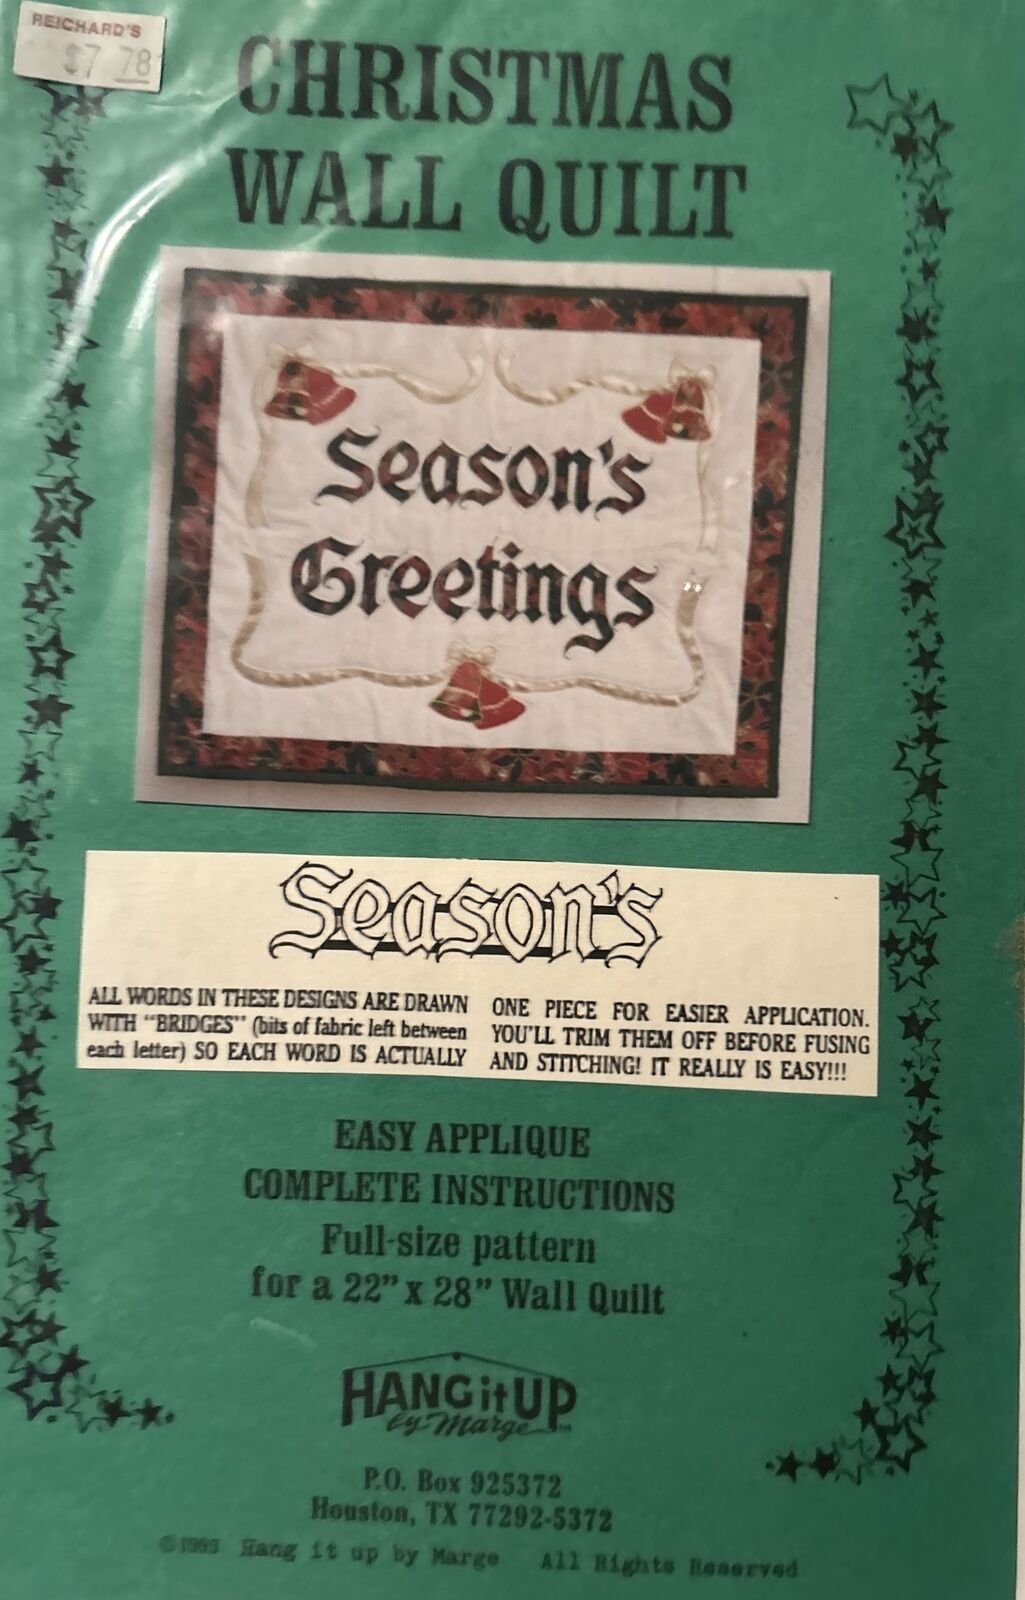 REICHARD'S
$7 78
CHRISTMAS
WALL QUILT
Season's
Greetings
Season's
ALL WORDS IN THESE DESIGNS ARE DRAWN
WITH "BRIDGES" (bits of fabric left between
each letter) SO EACH WORD IS ACTUALLY
ONE PIECE FOR EASIER APPLICATION.
YOU'LL TRIM THEM OFF BEFORE FUSING
AND STITCHING! IT REALLY IS EASY!!!
EASY APPLIQUE
COMPLETE INSTRUCTIONS
Full-size pattern
for a 22" x 28" Wall Quilt
HANG it UP
by Marge™
P.O. Box 925372
Houston, TX 77292-5372
©1993 Hang it up by Marge All Rights Reserved